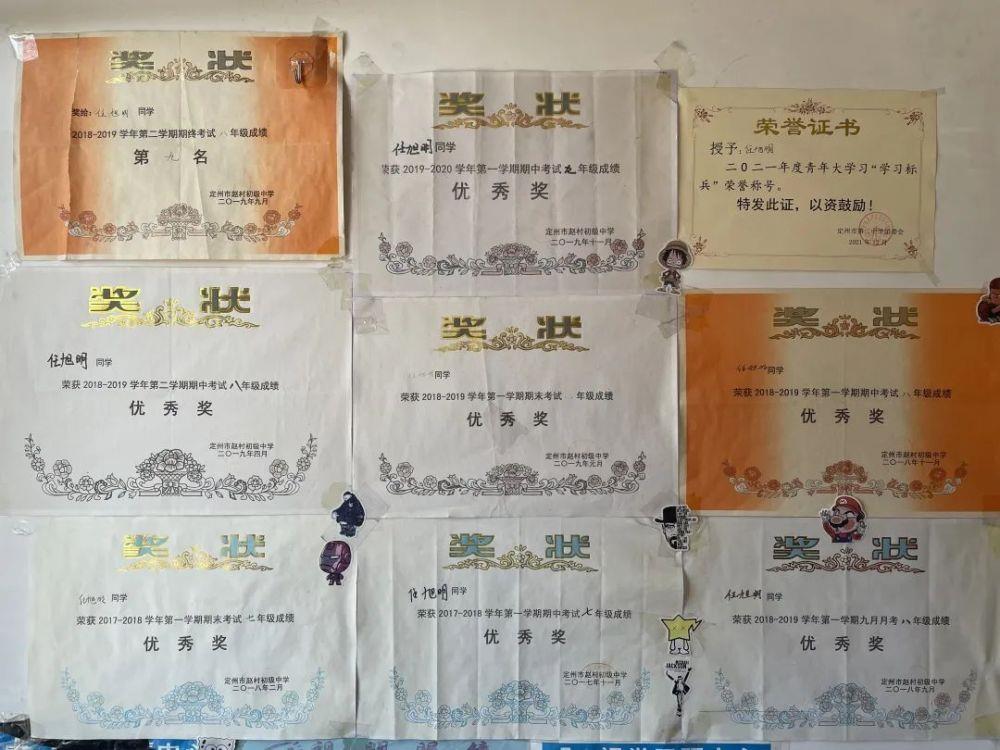 奖 状
奖给：任旭明 同学
2018-2019 学年第二学期期终考试 八 年级成绩
第 九 名
定州市赵村初级中学
二〇一九年九月
奖 状
任旭明同学
荣获 2019-2020 学年第一学期期中考试 九 年级成绩
优 秀 奖
定州市赵村初级中学
二〇一九年十一月
荣誉证书
授予：任旭明
二0二一年度青年大学习“学习标
兵”荣誉称号。
特发此证，以资鼓励！
2021 年 12月
奖 状
任旭明 同学
荣获 2018-2019 学年第二学期期中考试 八 年级成绩
优 秀 奖
定州市赵村初级中学
二〇一九年四月
奖 状
同学
荣获 2018-2019 学年第一学期期末考试 年级成绩
优 秀 奖
定州市赵村初级中学
二〇一九年元月
奖 状
任旭明同学
荣获 2018-2019 学年第一学期期中考试 八 年级成绩
优 秀 奖
定州市赵村初级中学
二〇一八年十一月
奖 状
任旭明 同学
荣获 2017-2018 学年第一学期期末考试 七 年级成绩
优 秀 奖
定州市赵村初级中学
二〇一八年二月
奖 状
任旭明 同学
荣获 2017-2018 学年第一学期期中考试 七 年级成绩
优 秀 奖
定州市赵村初级中学
二〇一七年十一月
奖 状
任旭明 同学
荣获 2018-2019 学年第一学期九月月考 八 年级成绩
优 秀 奖
定州市赵村初级中学
二〇一八年九月